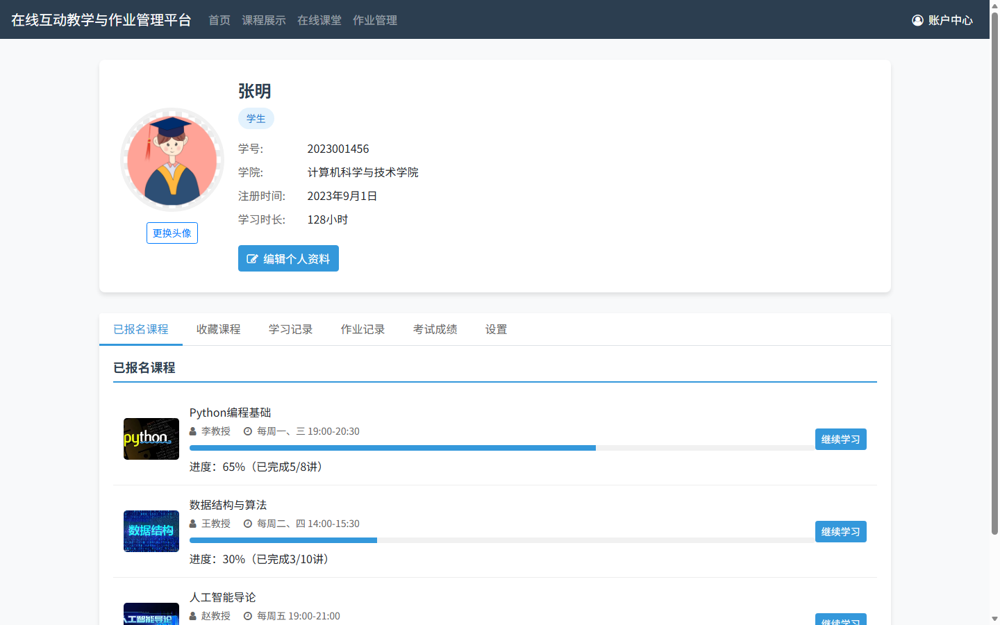 在线互动教学与作业管理平台 首页 课程展示 在线课堂 作业管理 账户中心
张明
学生
学号: 2023001456
学院: 计算机科学与技术学院
注册时间: 2023年9月1日
学习时长: 128小时
更换头像
编辑个人资料
已报名课程 收藏课程 学习记录 作业记录 考试成绩 设置
已报名课程
Python编程基础
python
李教授 每周一、三 19:00-20:30
继续学习
进度：65%（已完成5/8讲）
数据结构与算法
数据结构
王教授 每周二、四 14:00-15:30
继续学习
进度：30%（已完成3/10讲）
人工智能导论
人工智能导论
赵教授 每周五 19:00-21:00
继续学习